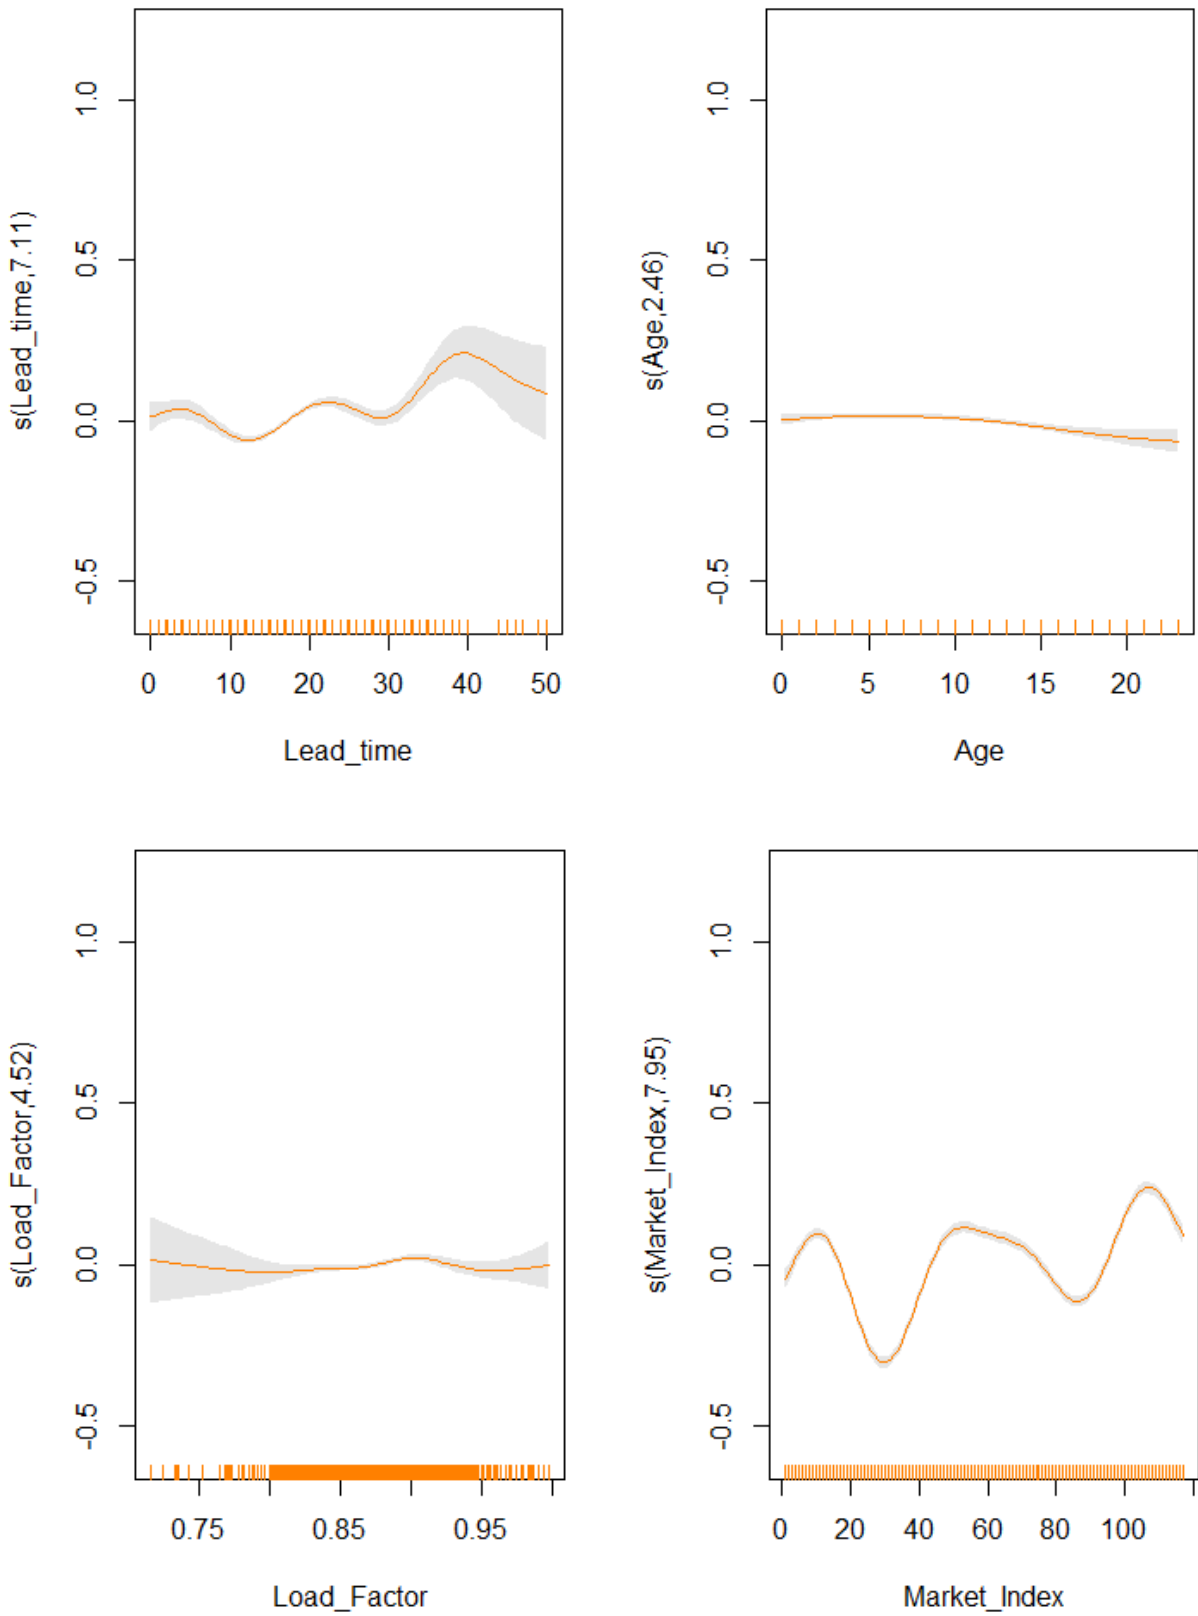 s(Lead_time,7.11)
1.0
0.5
0.0
-0.5
0 10 20 30 40 50
Lead_time
s(Age,2.46)
1.0
0.5
0.0
-0.5
0 5 10 15 20
Age
s(Load_Factor,4.52)
1.0
0.5
0.0
-0.5
0.75 0.85 0.95
Load_Factor
s(Market_Index,7.95)
1.0
0.5
0.0
-0.5
0 20 40 60 80 100
Market_Index